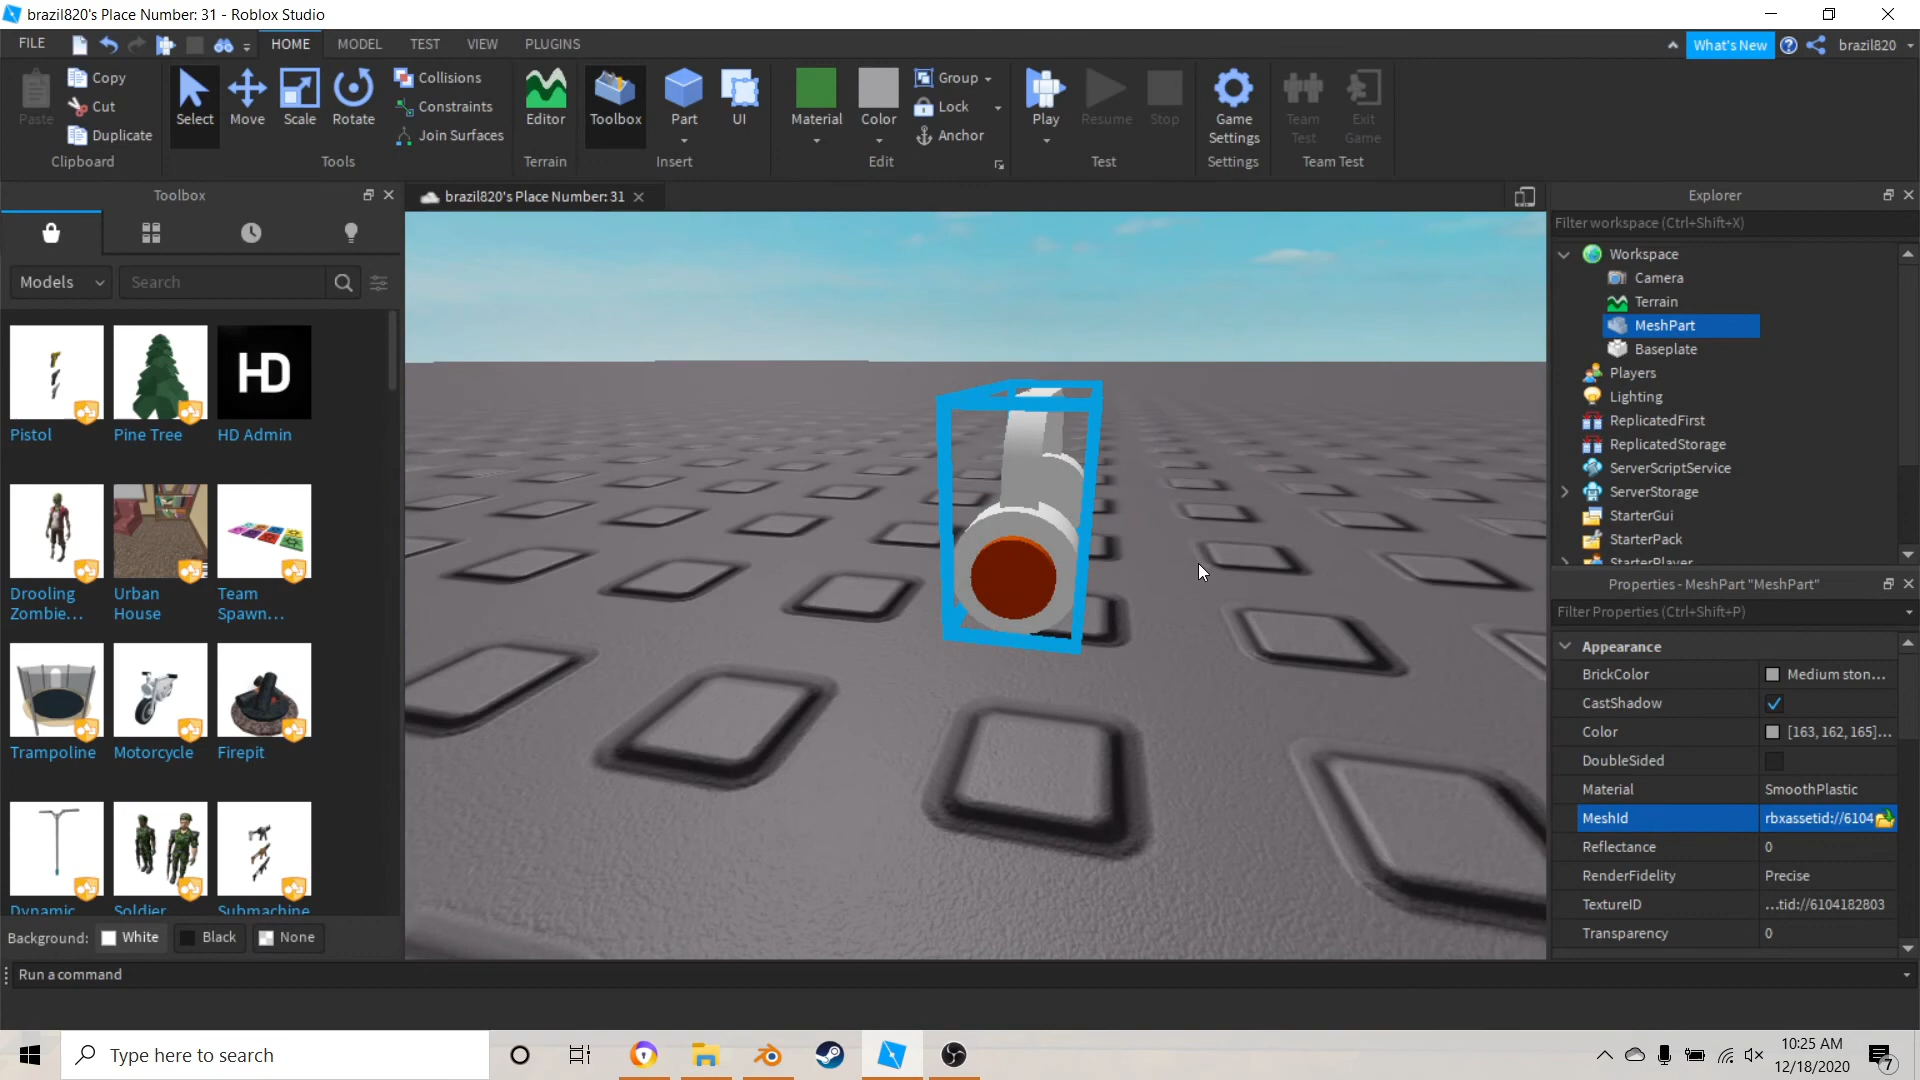 brazil820's Place Number: 31 - Roblox Studio
FILE
HOME
MODEL
TEST
VIEW
PLUGINS
What's New
brazil820
Paste
Copy
Cut
Duplicate
Clipboard
Select
Move
Scale
Rotate
Collisions
Constraints
Join Surfaces
Tools
Editor
Terrain
Toolbox
Part
UI
Insert
Material
Color
Group
Lock
Anchor
Edit
Play
Resume
Stop
Test
Game
Settings
Settings
Team
Test
Exit
Game
Team Test
Toolbox
brazil820's Place Number: 31
Models
Search
Pistol
Pine Tree
HD
HD Admin
Drooling
Zombie...
Urban
House
Team
Spawn...
Trampoline
Motorcycle
Firepit
Dynamic
Soldier
Submachine
Background:
White
Black
None
Explorer
Filter workspace (Ctrl+Shift+X)
Workspace
Camera
Terrain
MeshPart
Baseplate
Players
Lighting
ReplicatedFirst
ReplicatedStorage
ServerScriptService
ServerStorage
StarterGui
StarterPack
StarterPlayer
Properties - MeshPart "MeshPart"
Filter Properties (Ctrl+Shift+P)
Appearance
BrickColor Medium ston...
CastShadow
Color [163, 162, 165]...
DoubleSided
Material SmoothPlastic
MeshId rbxassetid://6104
Reflectance 0
RenderFidelity Precise
TextureID ...tid://6104182803
Transparency 0
Run a command
Type here to search
10:25 AM
12/18/2020
7